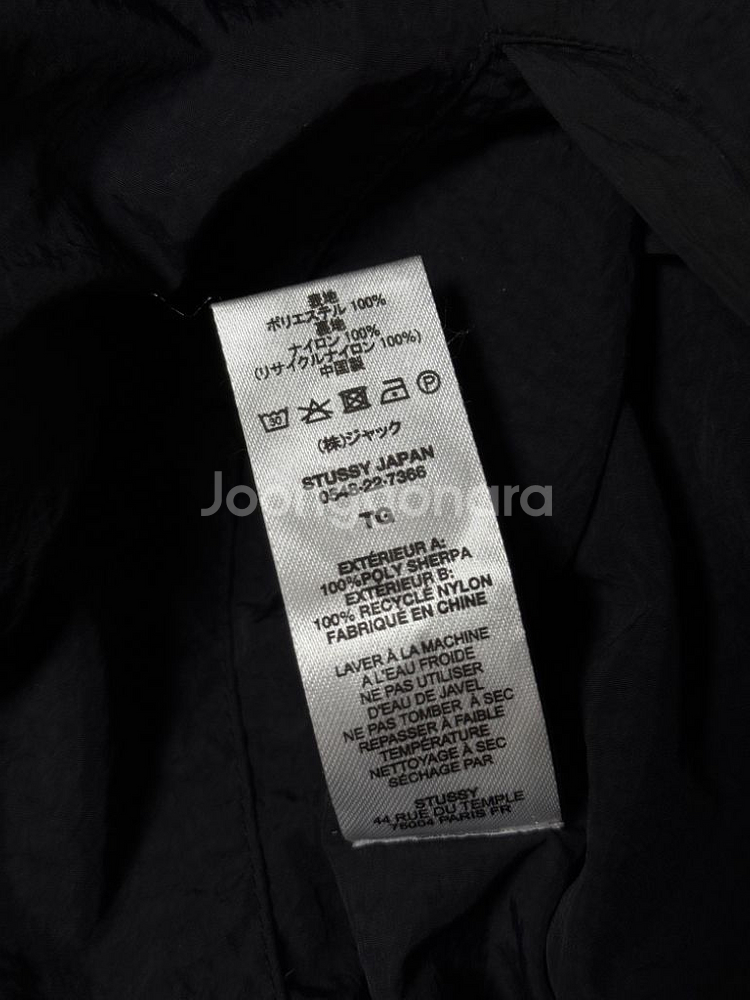 表地
ポリエステル 100%
裏地
ナイロン 100%
(リサイクルナイロン 100%)
中国製
30
P
(株)ジャック
STUSSY JAPAN
0548-22-7366
TG
EXTÉRIEUR A:
100%POLY SHERPA
EXTÉRIEUR B:
100% RECYCLE NYLON
FABRIQUÉ EN CHINE
LAVER À LA MACHINE
A L'EAU FROIDE
NE PAS UTILISER
D'EAU DE JAVEL
NE PAS TOMBER À SEC
REPASSER À FAIBLE
TEMPÉRATURE
NETTOYAGE À SEC
SÉCHAGE PAR
STUSSY
44 RUE DU TEMPLE
75004 PARIS FR
Joonggonara